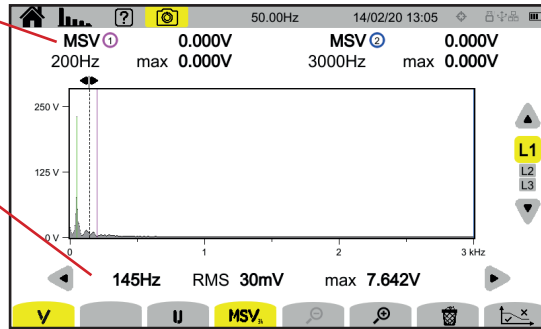 ? 50.00Hz 14/02/20 13:05
MSV 1 0.000V MSV 2 0.000V
200Hz max 0.000V 3000Hz max 0.000V
250 V
L1
125 V
L2
L3
0 V
0 1 2 3 kHz
145Hz RMS 30mV max 7.642V
V U MSV%